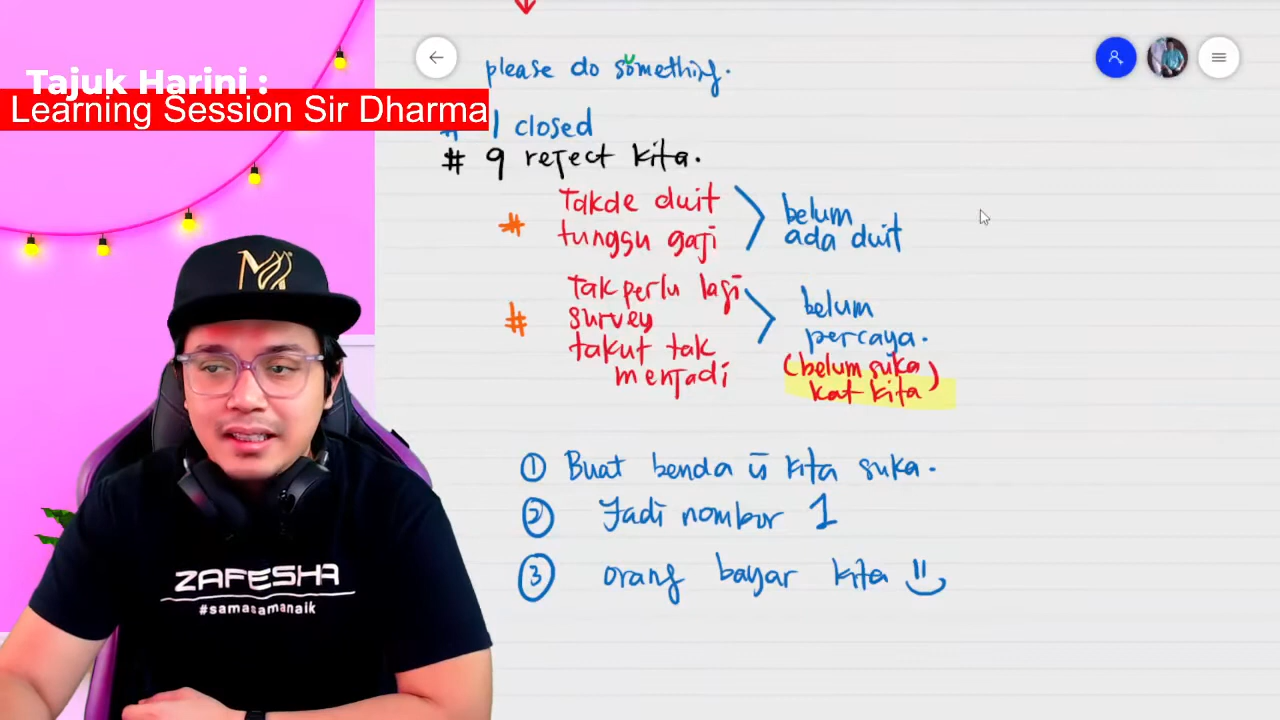 Tajuk Harini :
Learning Session Sir Dharma
please do something.
# 1 closed
# 9 reject kita.
# Takde duit
tunggu gaji
belum
ada duit
# Tak perlu lagi
survey
takut tak
menjadi
belum
percaya.
(belum suka
kat kita)
① Buat benda yg kita suka.
② Jadi nombor 1
③ orang bayar kita
ZAFESHA
#samasamanaik